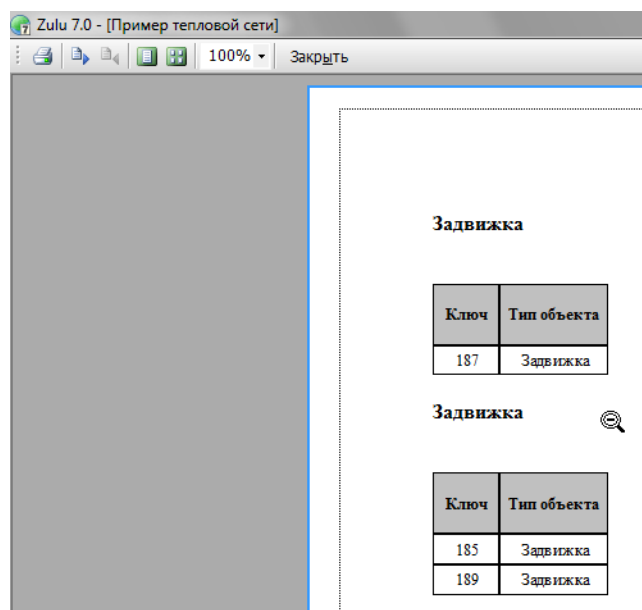 Zulu 7.0 - [Пример тепловой сети]
100% Закрыть
Задвижка
Ключ Тип объекта
187 Задвижка
Задвижка
Ключ Тип объекта
185 Задвижка
189 Задвижка